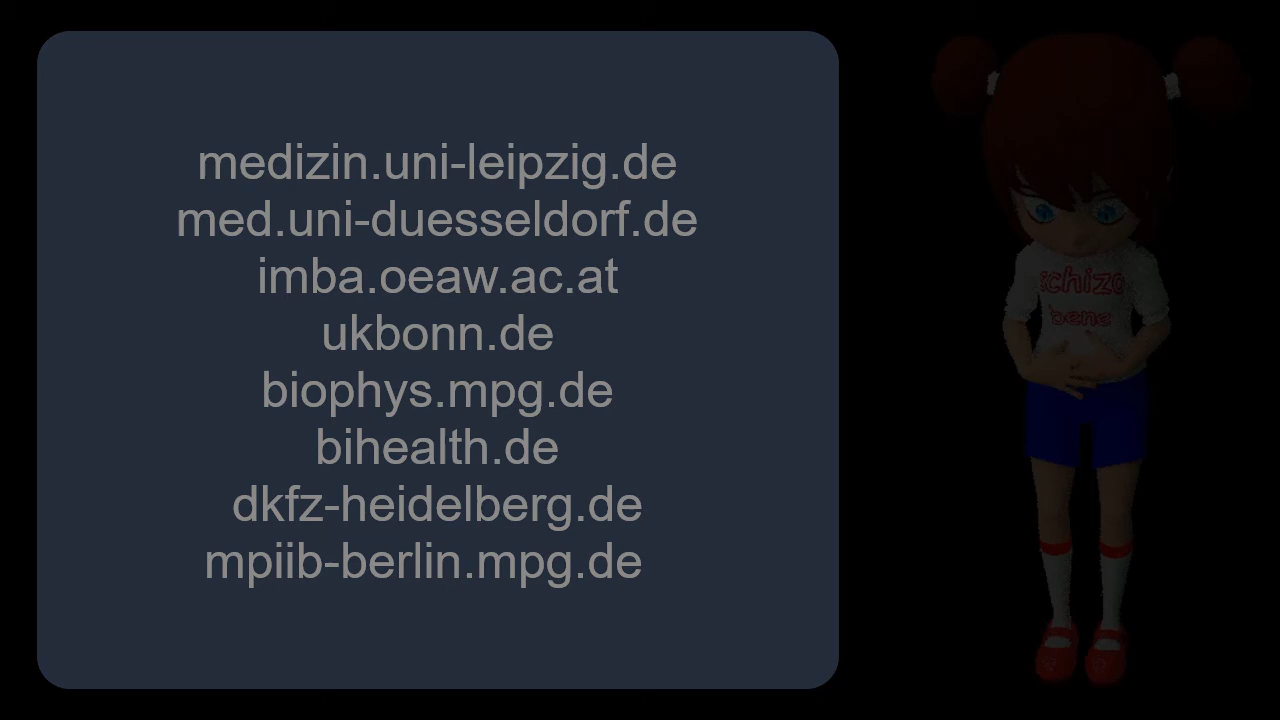 medizin.uni-leipzig.de
med.uni-duesseldorf.de
imba.oeaw.ac.at
ukbonn.de
biophys.mpg.de
bihealth.de
dkfz-heidelberg.de
mpiib-berlin.mpg.de
schizo